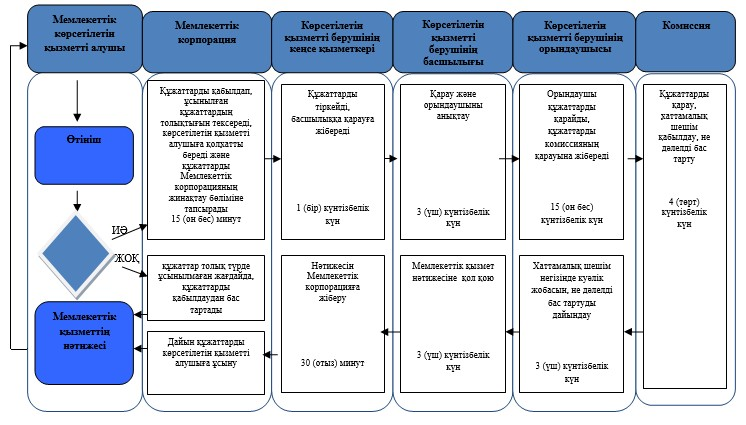 Мемлекеттік
көрсетілетін
қызметті алушы
Мемлекеттік
корпорация
Көрсетілетін
қызметті берушінің
кеңсе қызметкері
Көрсетілетін
қызметті
берушінің
басшылығы
Көрсетілетін
қызметті берушінің
орындаушысы
Комиссия
Өтініш
ИӘ
ЖОҚ
Мемлекеттік
қызметтің
нәтижесі
Құжаттарды қабылдап,
ұсынылған
құжаттардың
толықтығын тексереді,
көрсетілетін қызметті
алушыға қолхатты
береді және
құжаттарды
Мемлекеттік
корпорацияның
жинақтау бөліміне
тапсырады
15 (он бес) минут
Құжаттарды
тіркейді,
басшылыққа қарауға
жібереді
1 (бір) күнтізбелік
күн
Қарау және
орындаушыны
анықтау
3 (үш) күнтізбелік
күн
Орындаушы
құжаттарды
қарайды,
құжаттарды
комиссияның
қарауына жібереді
15 (он бес)
күнтізбелік күн
Құжаттарды
қарау,
хаттамалық
шешім
қабылдау, не
дәлелді бас
тарту
4 (төрт)
күнтізбелік
күн
құжаттар толық түрде
ұсынылмаған жағдайда,
құжаттарды
қабылдаудан бас
тартады
Дайын құжаттарды
көрсетілетін қызметті
алушыға ұсыну
Нәтижесін
Мемлекеттік
корпорацияға
жіберу
30 (отыз) минут
Мемлекеттік қызмет
нәтижесіне қол қою
3 (үш) күнтізбелік
күн
Хаттамалық шешім
негізінде куәлік
жобасын, не дәлелді
бас тартуды
дайындау
3 (үш) күнтізбелік
күн